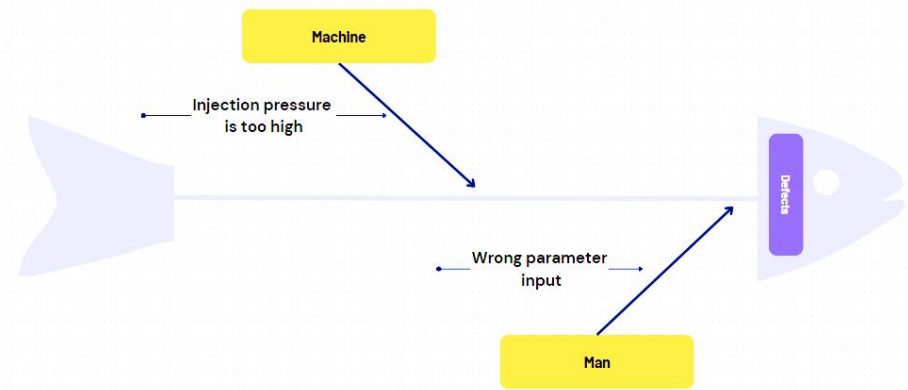 Machine
Injection pressure
is too high
Defects
Wrong parameter
input
Man